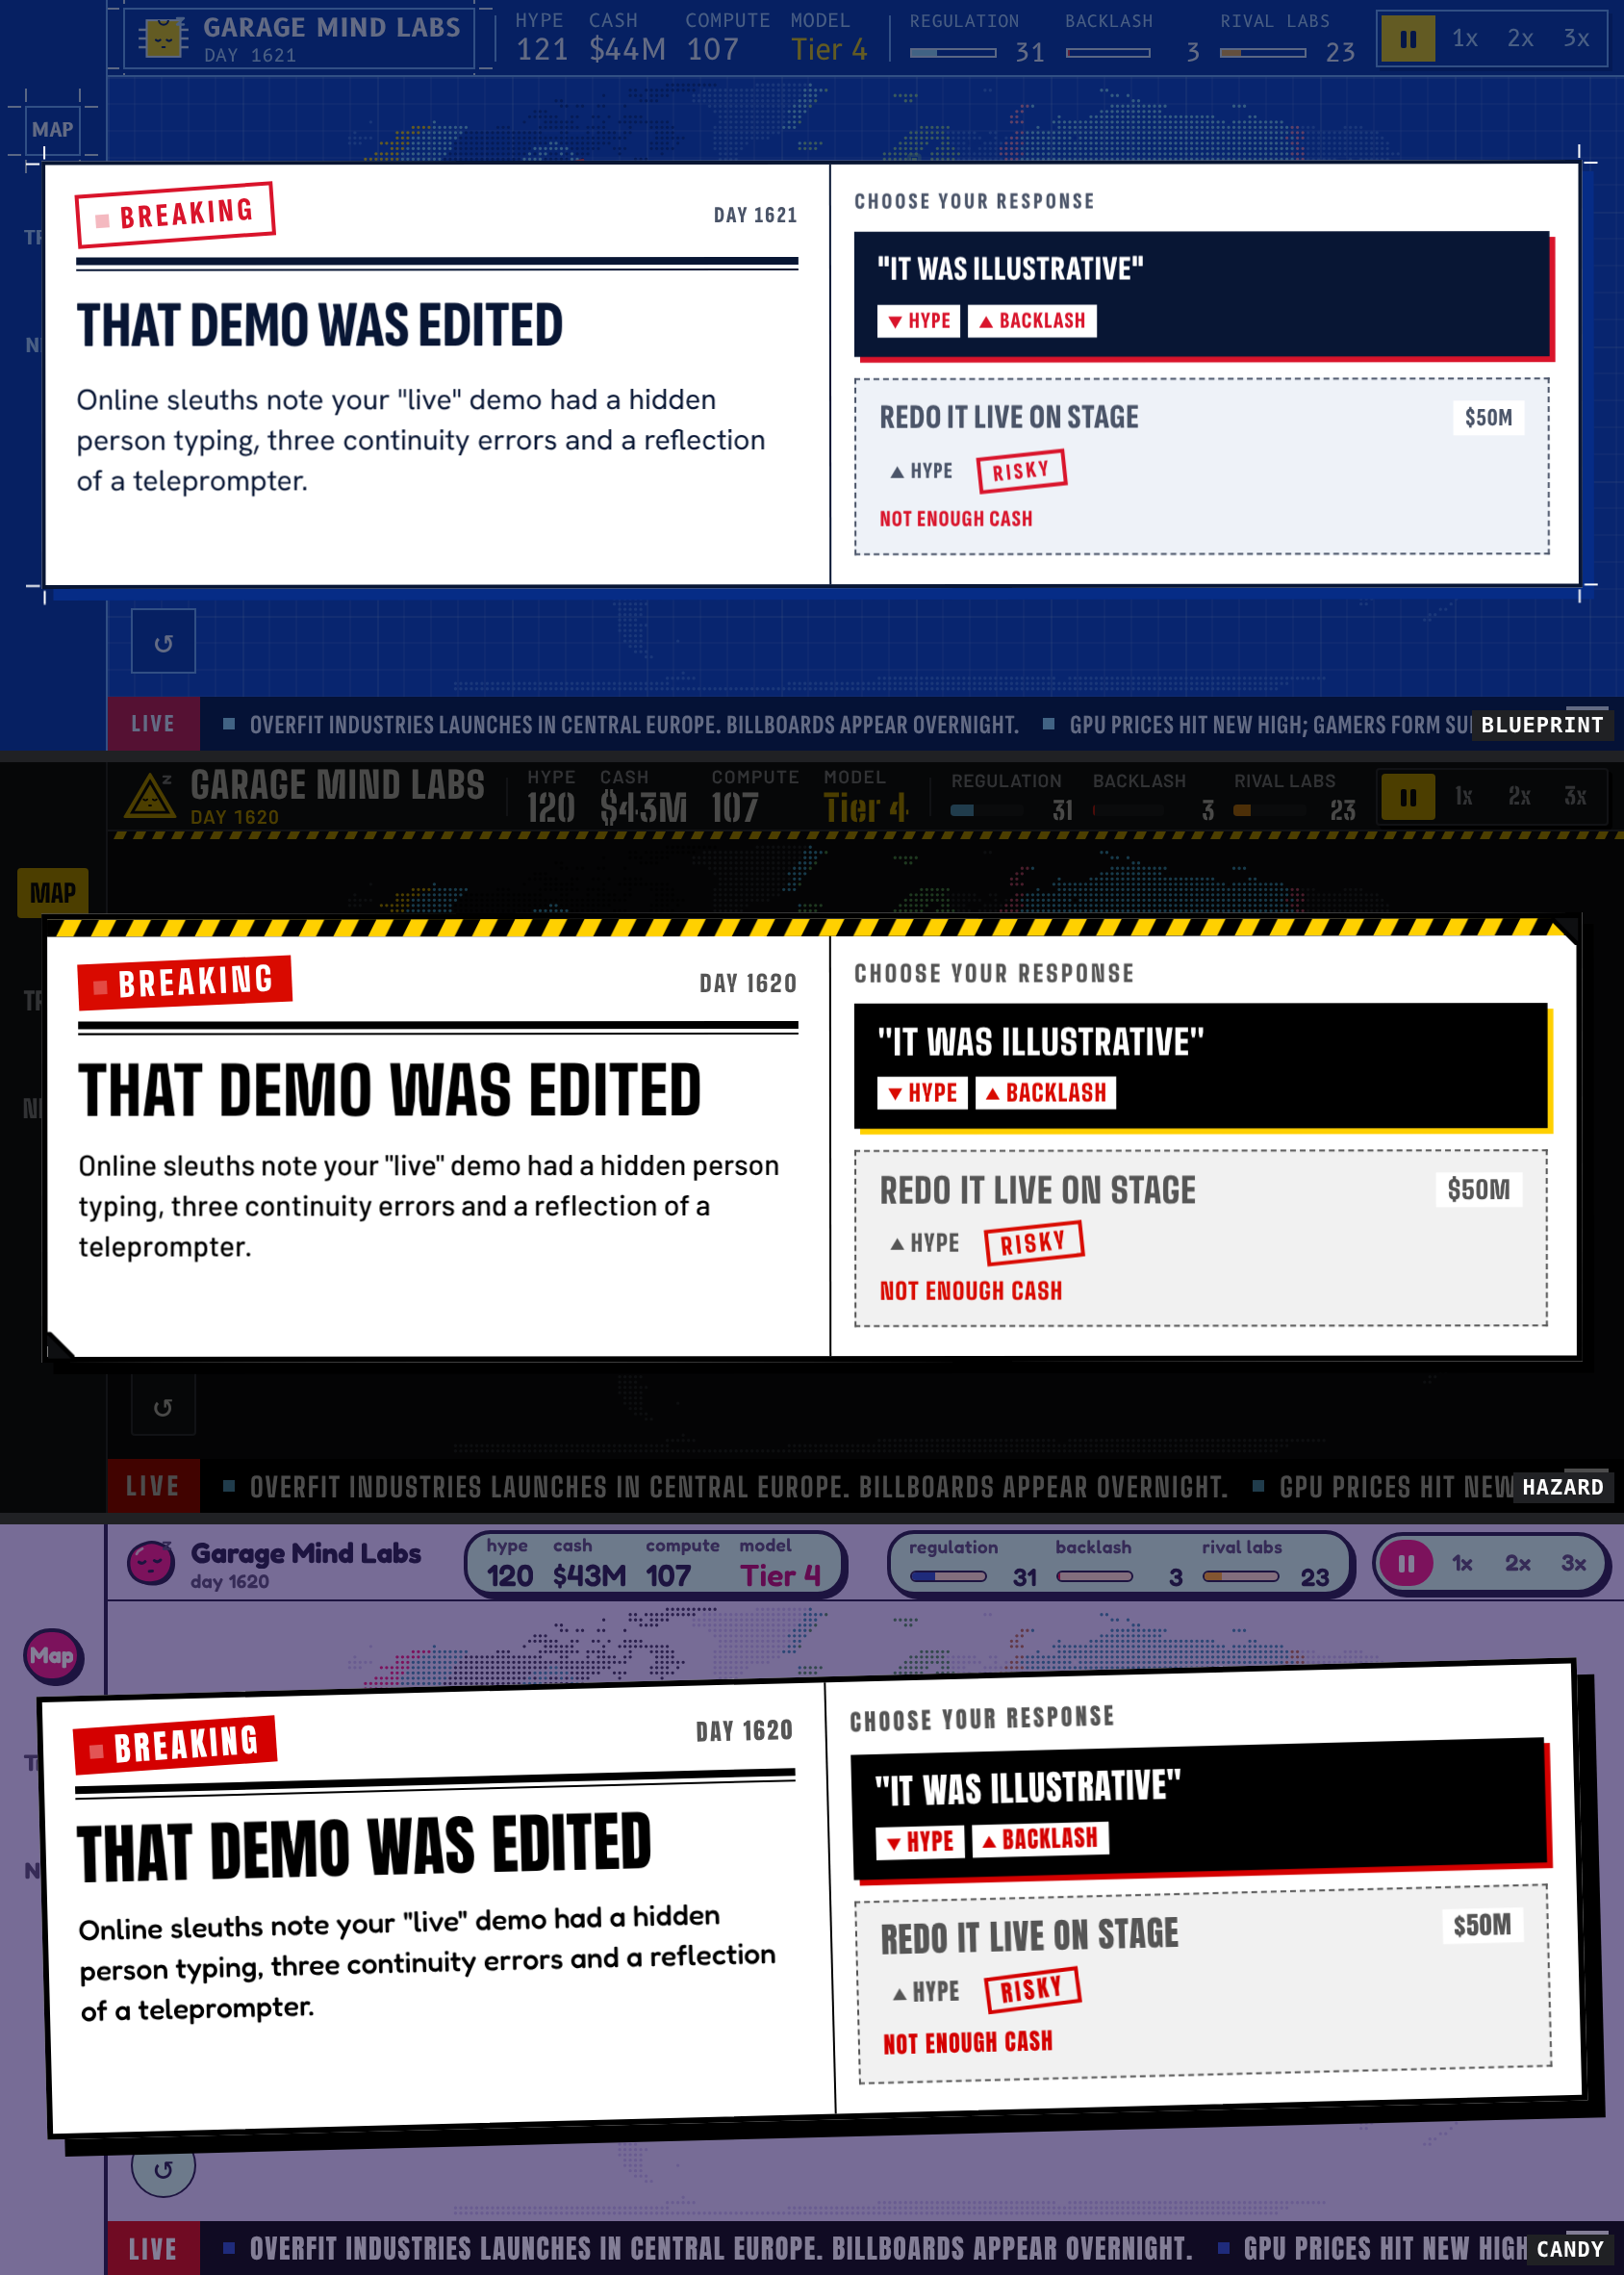 GARAGE MIND LABS
DAY 1621
HYPE
121
CASH
$44M
COMPUTE
107
MODEL
Tier 4
REGULATION
31
BACKLASH
3
RIVAL LABS
23
1x 2x 3x
MAP
BREAKING
DAY 1621
THAT DEMO WAS EDITED
Online sleuths note your "live" demo had a hidden
person typing, three continuity errors and a reflection
of a teleprompter.
CHOOSE YOUR RESPONSE
"IT WAS ILLUSTRATIVE"
▼ HYPE ▲ BACKLASH
REDO IT LIVE ON STAGE
$50M
▲ HYPE RISKY
NOT ENOUGH CASH
LIVE
OVERFIT INDUSTRIES LAUNCHES IN CENTRAL EUROPE. BILLBOARDS APPEAR OVERNIGHT.
GPU PRICES HIT NEW HIGH; GAMERS FORM
BLUEPRINT
GARAGE MIND LABS
DAY 1620
HYPE
120
CASH
$43M
COMPUTE
107
MODEL
Tier 4
REGULATION
31
BACKLASH
3
RIVAL LABS
23
1x 2x 3x
MAP
BREAKING
DAY 1620
THAT DEMO WAS EDITED
Online sleuths note your "live" demo had a hidden person
typing, three continuity errors and a reflection of a
teleprompter.
CHOOSE YOUR RESPONSE
"IT WAS ILLUSTRATIVE"
▼ HYPE ▲ BACKLASH
REDO IT LIVE ON STAGE
$50M
▲ HYPE RISKY
NOT ENOUGH CASH
LIVE
OVERFIT INDUSTRIES LAUNCHES IN CENTRAL EUROPE. BILLBOARDS APPEAR OVERNIGHT.
GPU PRICES HIT NEW
HAZARD
Garage Mind Labs
day 1620
hype
120
cash
$43M
compute
107
model
Tier 4
regulation
31
backlash
3
rival labs
23
1x 2x 3x
Map
BREAKING
DAY 1620
THAT DEMO WAS EDITED
Online sleuths note your "live" demo had a hidden
person typing, three continuity errors and a reflection
of a teleprompter.
CHOOSE YOUR RESPONSE
"IT WAS ILLUSTRATIVE"
▼ HYPE ▲ BACKLASH
REDO IT LIVE ON STAGE
$50M
▲ HYPE RISKY
NOT ENOUGH CASH
LIVE
OVERFIT INDUSTRIES LAUNCHES IN CENTRAL EUROPE. BILLBOARDS APPEAR OVERNIGHT.
GPU PRICES HIT NEW HIGH
CANDY